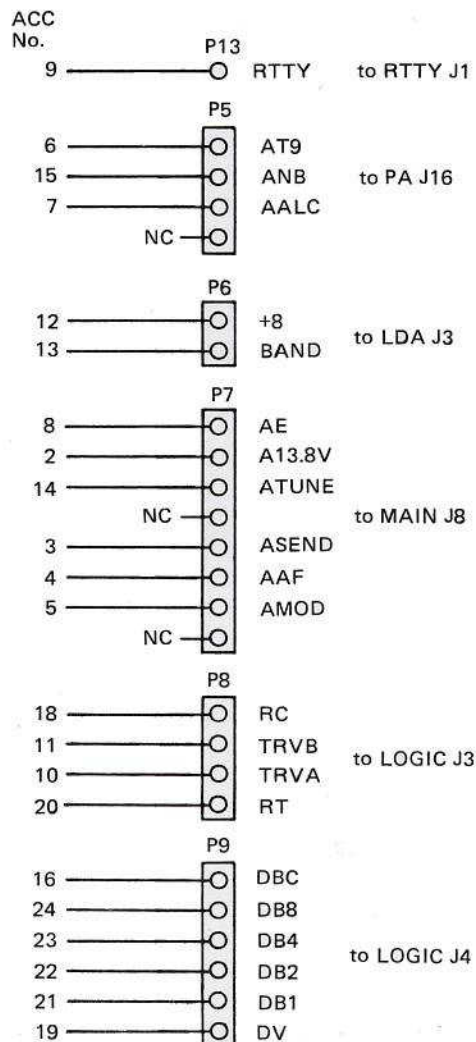 ACC
No.
P13
9 RTTY to RTTY J1
P5
6 AT9
15 ANB to PA J16
7 AALC
NC
P6
12 +8
13 BAND to LDA J3
P7
8 AE
2 A13.8V
14 ATUNE
NC to MAIN J8
3 ASEND
4 AAF
5 AMOD
NC
P8
18 RC
11 TRVB
10 TRVA to LOGIC J3
20 RT
P9
16 DBC
24 DB8
23 DB4
22 DB2 to LOGIC J4
21 DB1
19 DV